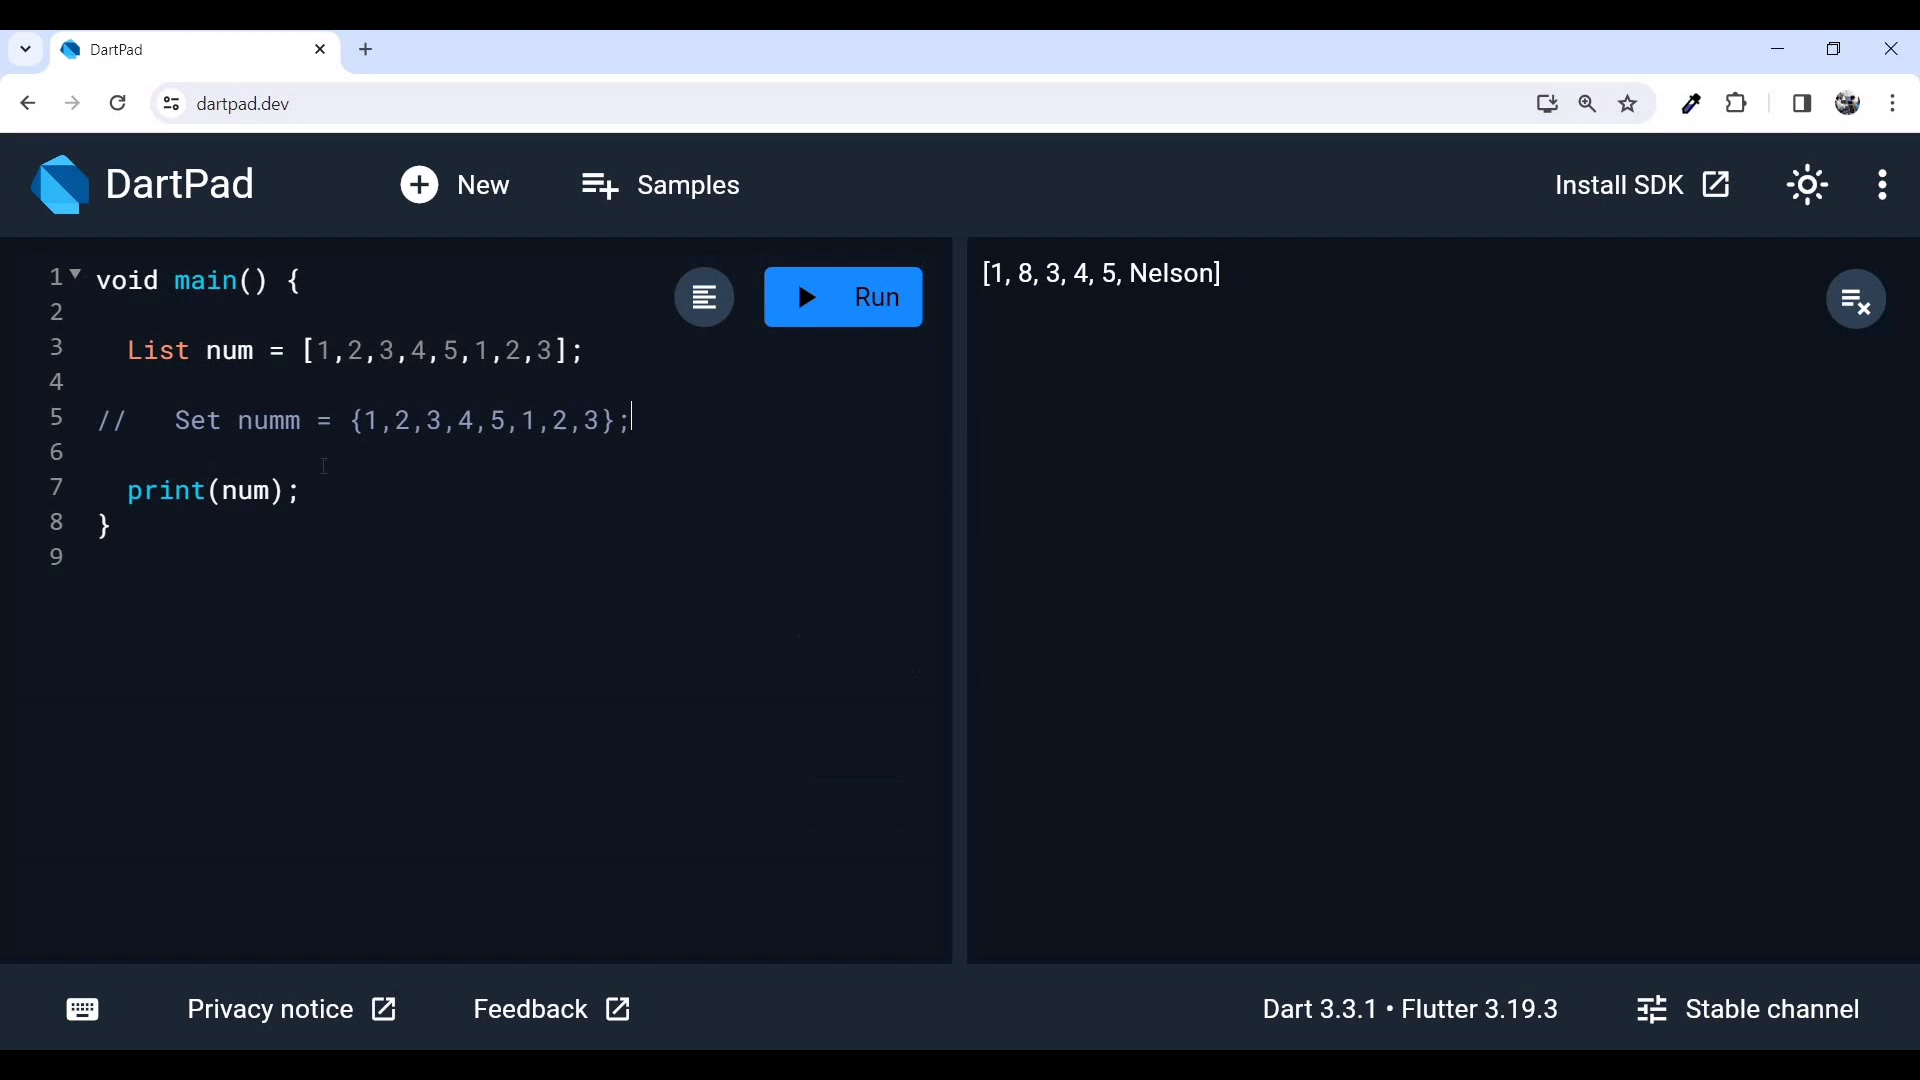 DartPad
dartpad.dev
DartPad
New
Samples
Install SDK
1 void main() {
2
3 List num = [1,2,3,4,5,1,2,3];
4
5 //   Set numm = {1,2,3,4,5,1,2,3};
6
7 print(num);
8 }
9
Run
[1, 8, 3, 4, 5, Nelson]
Privacy notice
Feedback
Dart 3.3.1 • Flutter 3.19.3
Stable channel